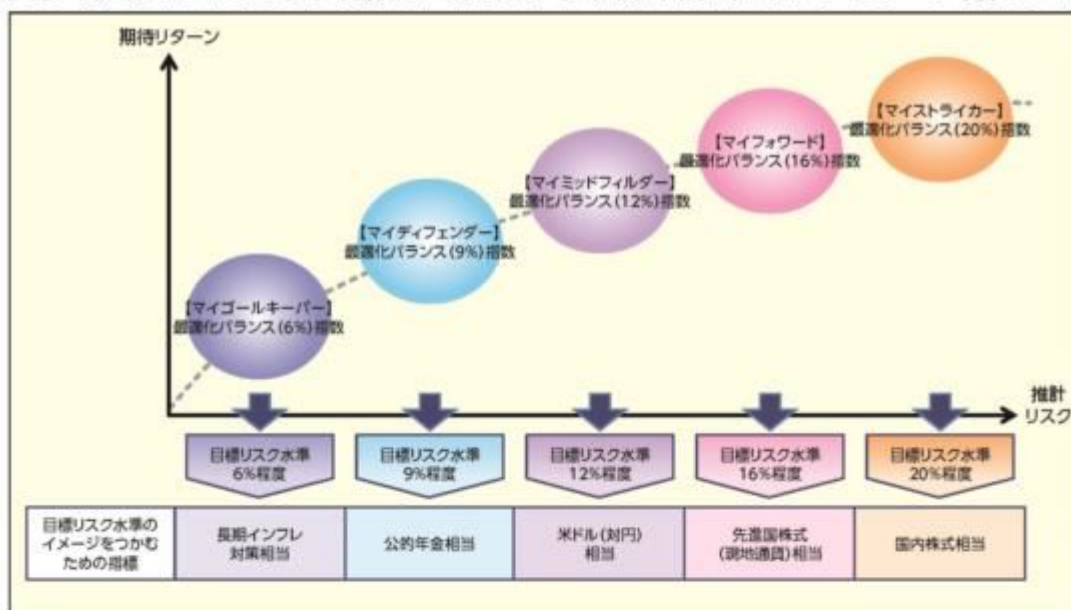 期待リターン
【マイストライカー】
最適化バランス(20%)指数
【マイフォワード】
最適化バランス(16%)指数
【マイミッドフィルダー】
最適化バランス(12%)指数
【マイディフェンダー】
最適化バランス(9%)指数
【マイゴールキーパー】
最適化バランス(6%)指数
推計
リスク
目標リスク水準
6%程度
目標リスク水準
9%程度
目標リスク水準
12%程度
目標リスク水準
16%程度
目標リスク水準
20%程度
目標リスク水準の
イメージをつかむ
ための指標
長期インフレ
対策相当
公的年金相当
米ドル(対円)
相当
先進国株式
(現地通貨)相当
国内株式相当